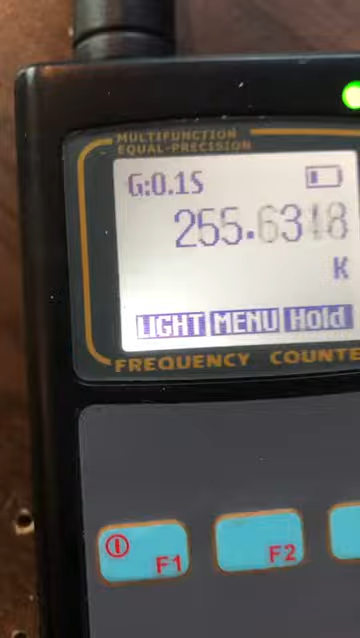 MULTIFUNCTION
EQUAL-PRECISION
G:0.1S
255.6318
K
LIGHT MENU Hold
FREQUENCY COUNTE
F1
F2